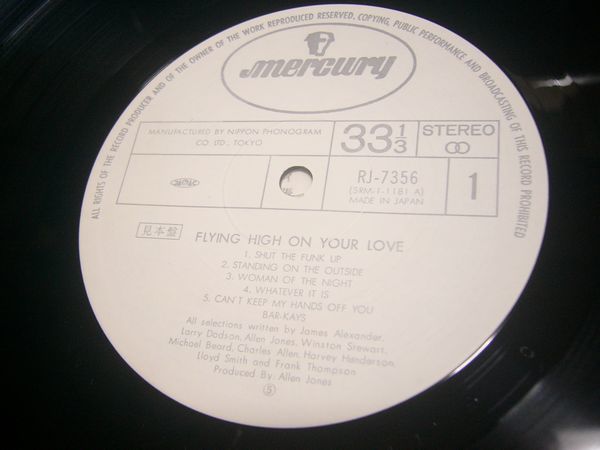 ALL RIGHTS OF THE RECORD PRODUCER AND OF THE OWNER OF THE WORK REPRODUCED RESERVED. COPYING, PUBLIC PERFORMANCE AND BROADCASTING OF THIS RECORD PROHIBITED
mercury
MANUFACTURED BY NIPPON PHONOGRAM
CO. LTD., TOKYO
33 1/3
STEREO
RJ-7356
(SRM-1-1181 A)
MADE IN JAPAN
1
見本盤
FLYING HIGH ON YOUR LOVE
1. SHUT THE FUNK UP
2. STANDING ON THE OUTSIDE
3. WOMAN OF THE NIGHT
4. WHATEVER IT IS
5. CAN'T KEEP MY HANDS OFF YOU
BAR-KAYS
All selections written by James Alexander,
Larry Dodson, Allen Jones, Winston Stewart,
Michael Beard, Charles Allen, Harvey Henderson,
Lloyd Smith and Frank Thompson
Produced By: Allen Jones
⑤